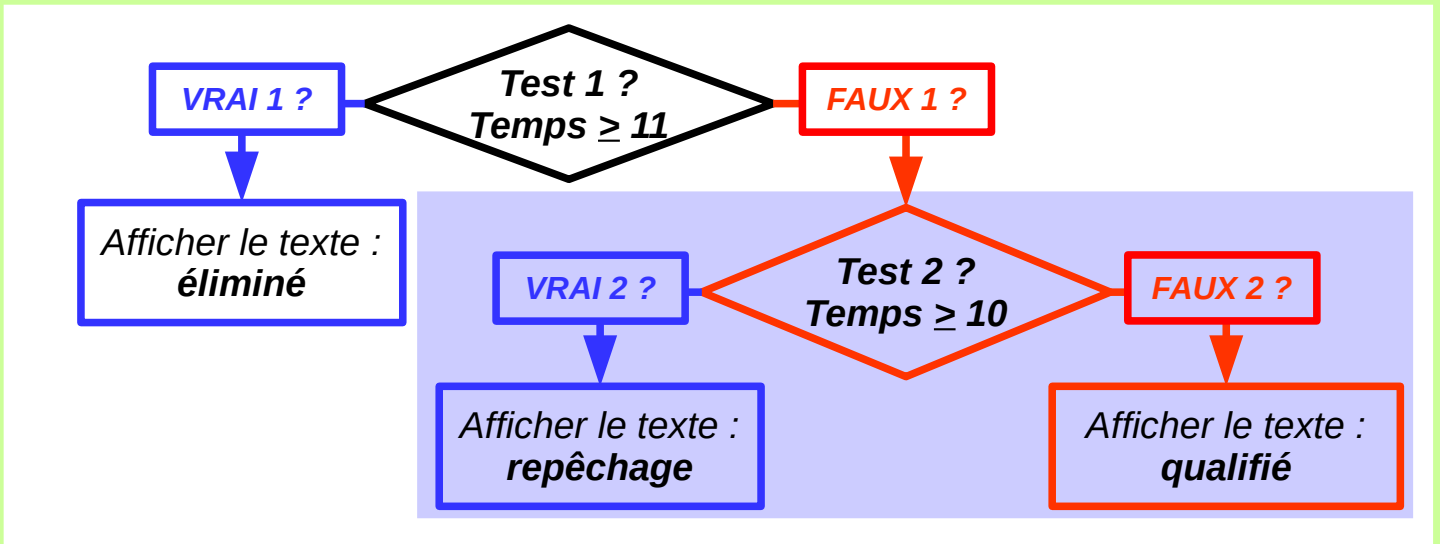 VRAI 1 ?
Test 1 ?
Temps ≥ 11
FAUX 1 ?
Afficher le texte :
éliminé
VRAI 2 ?
Test 2 ?
Temps ≥ 10
FAUX 2 ?
Afficher le texte :
repêchage
Afficher le texte :
qualifié